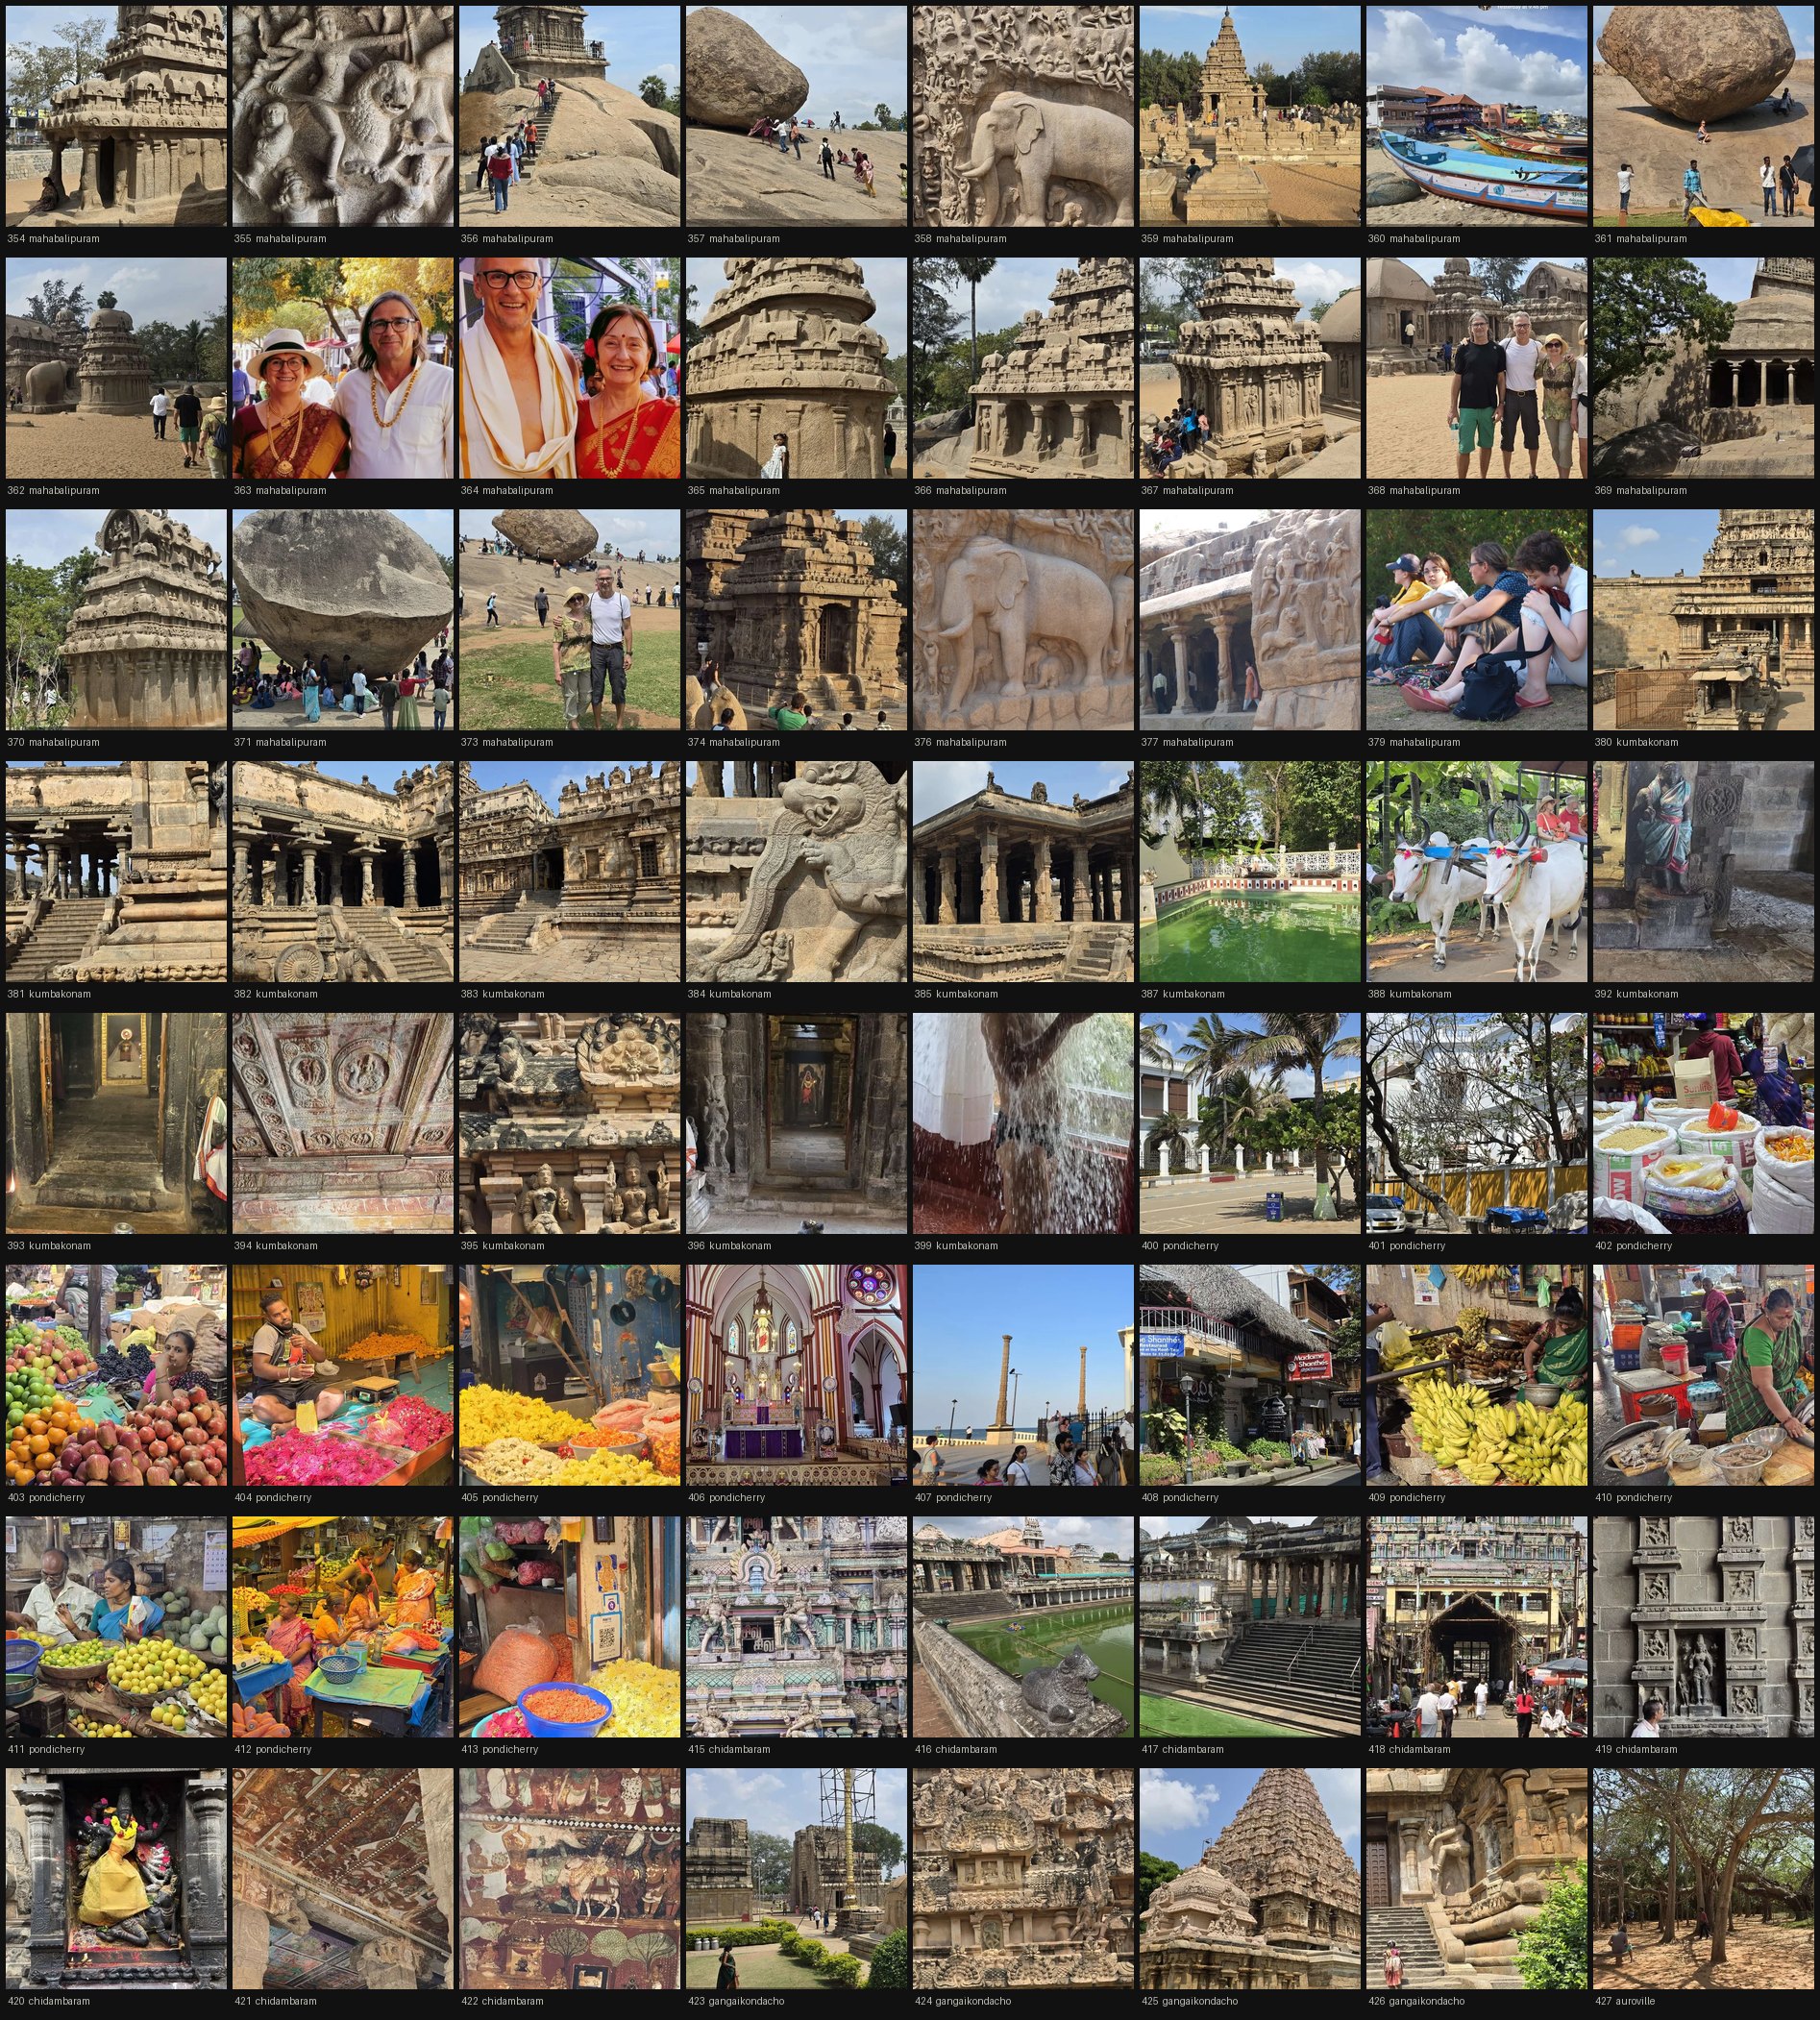 354 mahabalipuram
355 mahabalipuram
356 mahabalipuram
357 mahabalipuram
358 mahabalipuram
359 mahabalipuram
360 mahabalipuram
361 mahabalipuram
362 mahabalipuram
363 mahabalipuram
364 mahabalipuram
365 mahabalipuram
366 mahabalipuram
367 mahabalipuram
368 mahabalipuram
369 mahabalipuram
370 mahabalipuram
371 mahabalipuram
373 mahabalipuram
374 mahabalipuram
376 mahabalipuram
377 mahabalipuram
379 mahabalipuram
380 kumbakonam
381 kumbakonam
382 kumbakonam
383 kumbakonam
384 kumbakonam
385 kumbakonam
387 kumbakonam
388 kumbakonam
392 kumbakonam
393 kumbakonam
394 kumbakonam
395 kumbakonam
396 kumbakonam
399 kumbakonam
400 pondicherry
401 pondicherry
402 pondicherry
Shanthés
Madame
Shanthés
403 pondicherry
404 pondicherry
405 pondicherry
406 pondicherry
407 pondicherry
408 pondicherry
409 pondicherry
410 pondicherry
411 pondicherry
412 pondicherry
413 pondicherry
415 chidambaram
416 chidambaram
417 chidambaram
418 chidambaram
419 chidambaram
420 chidambaram
421 chidambaram
422 chidambaram
423 gangaikondacho
424 gangaikondacho
425 gangaikondacho
426 gangaikondacho
427 auroville